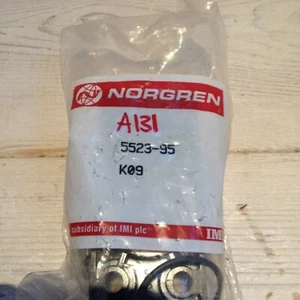 NORGREN
A131
5523-95
K09
subsidiary of IMI plc
IMI